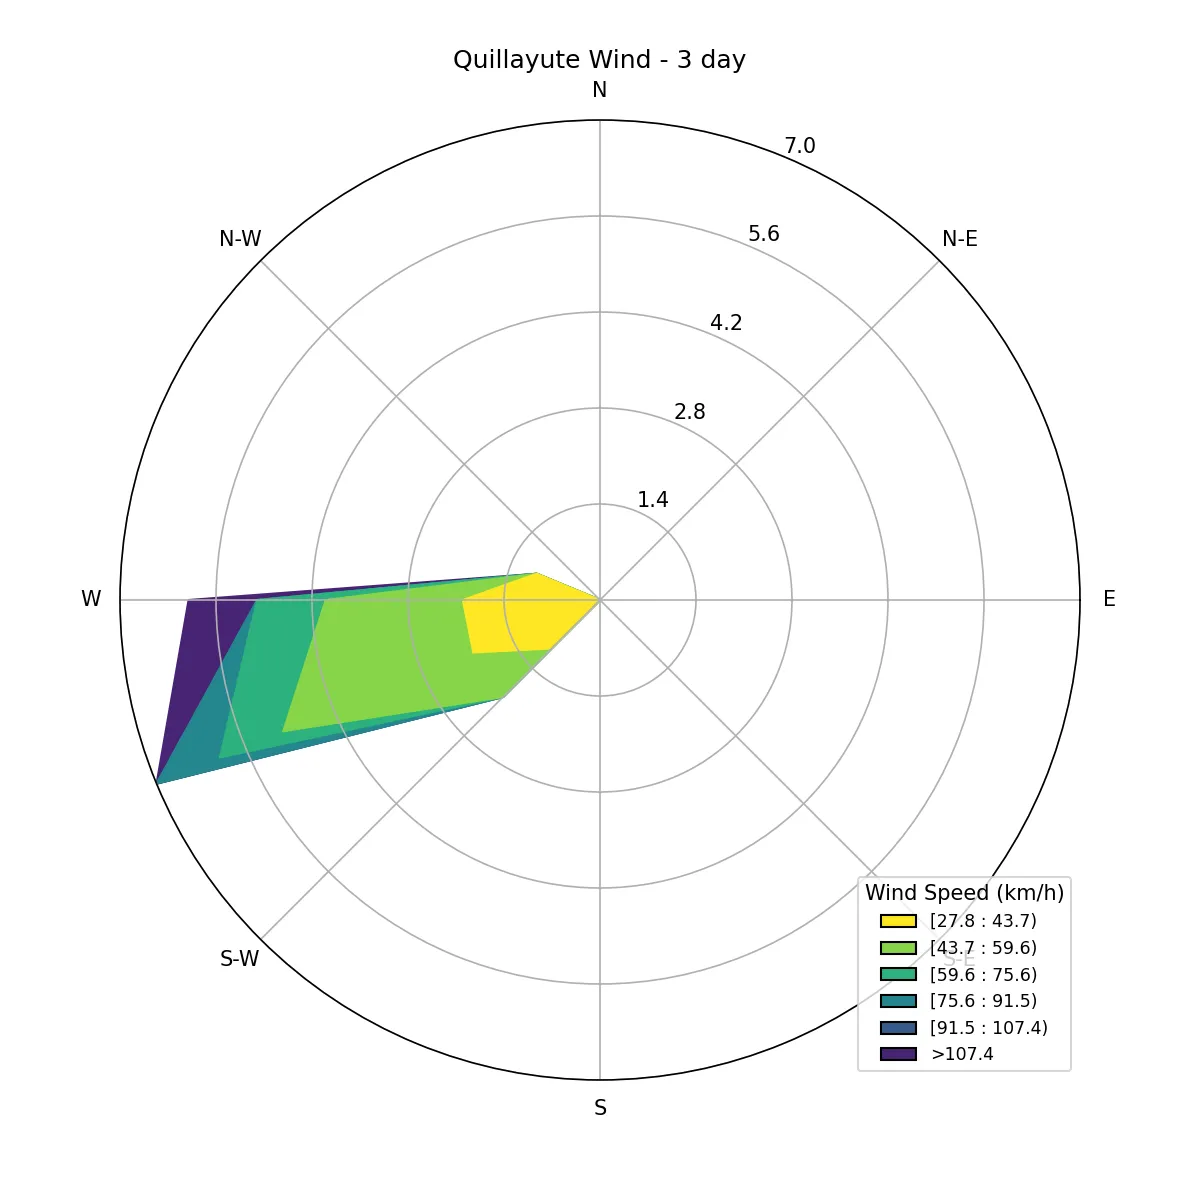 Quillayute Wind - 3 day
N
7.0
N-W
5.6
N-E
4.2
2.8
1.4
W
E
S-W
S-E
S
Wind Speed (km/h)
[27.8 : 43.7)
[43.7 : 59.6)
[59.6 : 75.6)
[75.6 : 91.5)
[91.5 : 107.4)
>107.4